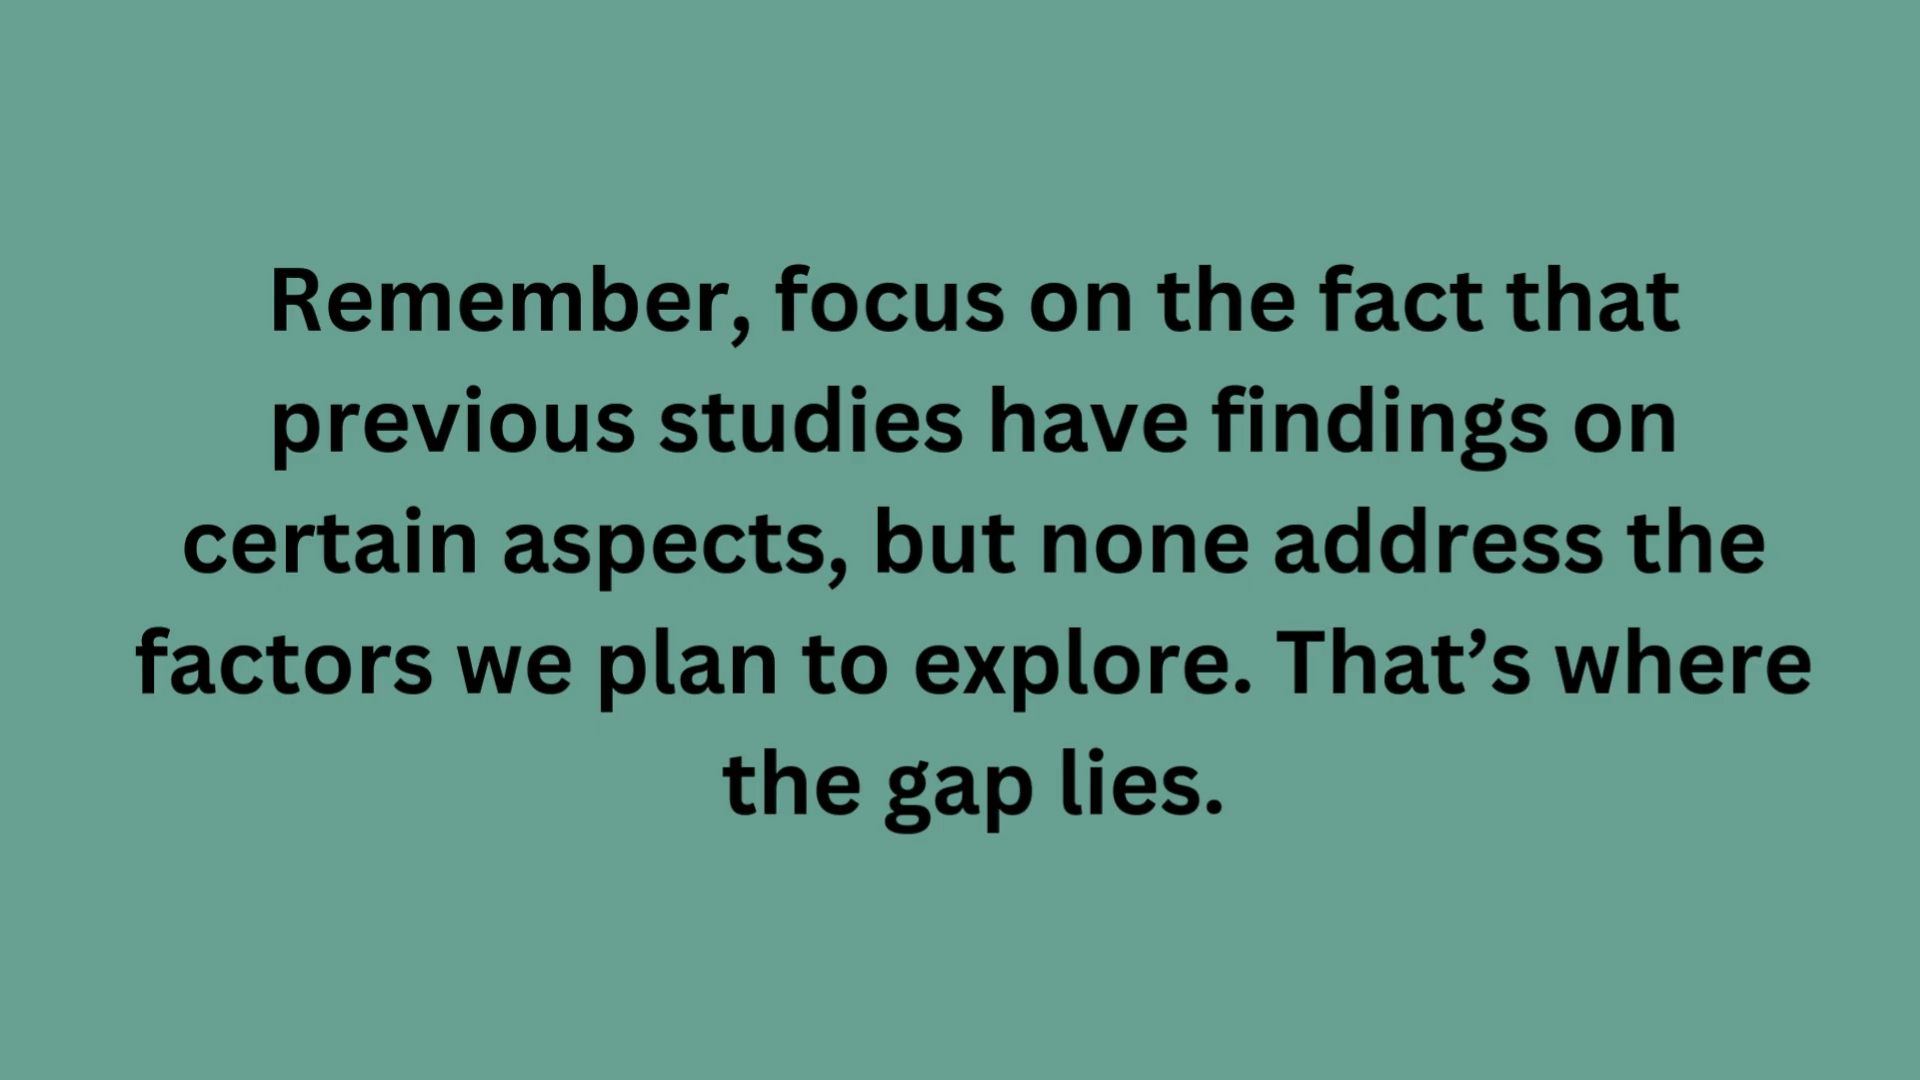 Remember, focus on the fact that
previous studies have findings on
certain aspects, but none address the
factors we plan to explore. That’s where
the gap lies.